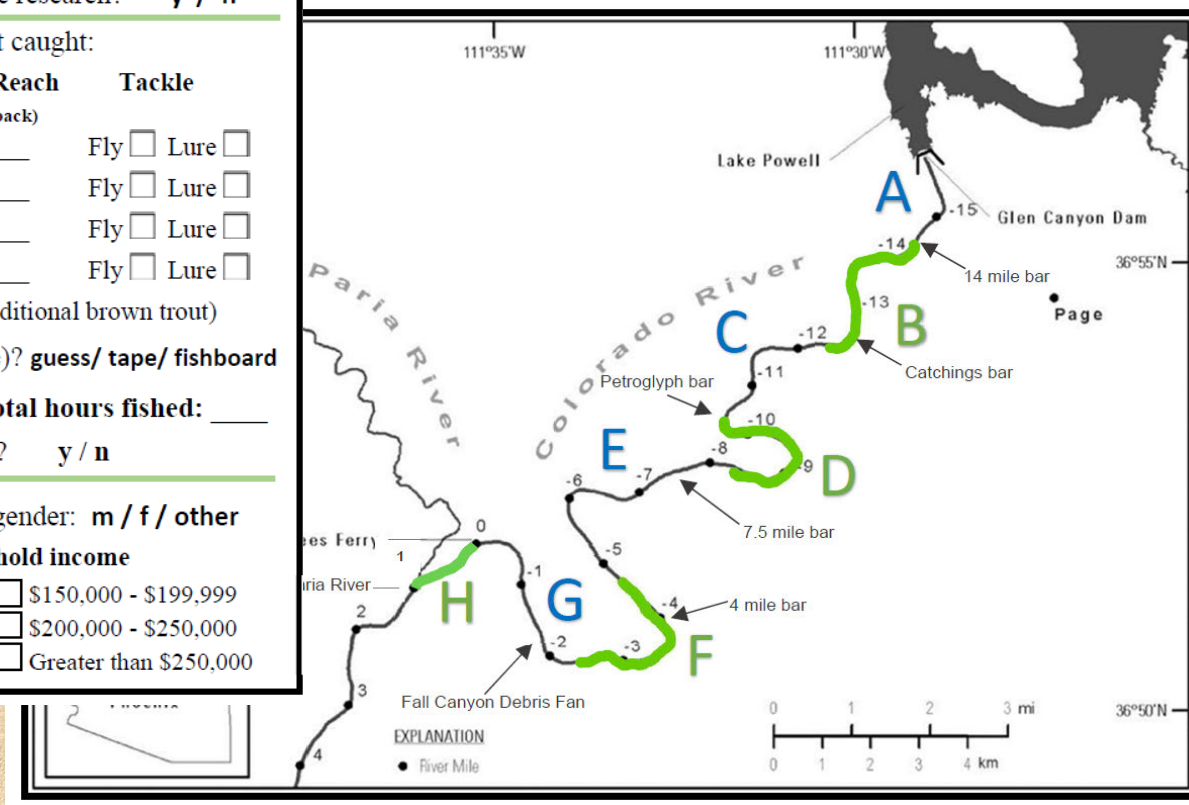 y / n
t caught:
Reach Tackle
back)
Fly Lure
Fly Lure
Fly Lure
Fly Lure
ditional brown trout)
)? guess/ tape/ fishboard
otal hours fished: ____
? y / n
gender: m / f / other
hold income
$150,000 - $199,999
$200,000 - $250,000
Greater than $250,000
111°35'W
111°30'W
Lake Powell
A
-15
Glen Canyon Dam
-14
14 mile bar
36°55'N
Page
Paria River
Colorado River
-13
B
C
-12
Catchings bar
-11
Petroglyph bar
-10
E
-8
-9
D
-7
-6
7.5 mile bar
0
ees Ferry
1
-5
ria River
H
-1
G
-4
4 mile bar
2
-2
-3
F
3
Fall Canyon Debris Fan
0 1 2 3 mi
36°50'N
EXPLANATION
River Mile
4
0 1 2 3 4 km